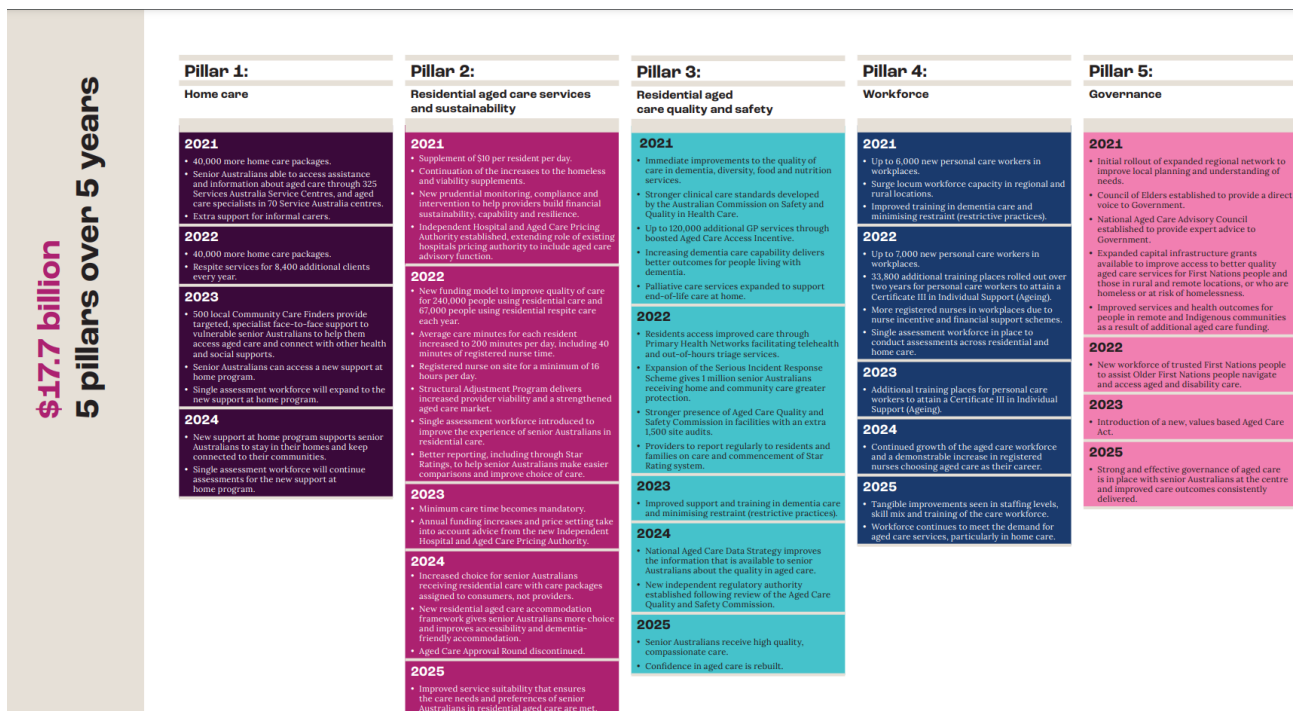 $17.7 billion
5 pillars over 5 years
Pillar 1:
Home care
2021
• 40,000 more home care packages.
• Senior Australians able to access assistance
and information about aged care through 325
Services Australia Service Centres, and aged
care specialists in 70 Service Australia centres.
• Extra support for informal carers.
2022
• 40,000 more home care packages.
• Respite services for 8,400 additional clients
every year.
2023
• 500 local Community Care Finders provide
targeted, specialist face-to-face support to
vulnerable senior Australians to help them
access aged care and connect with other health
and social supports.
• Senior Australians can access a new support at
home program.
• Single assessment workforce will expand to the
new support at home program.
2024
• New support at home program supports senior
Australians to stay in their homes and keep
connected to their communities.
• Single assessment workforce will continue
assessments for the new support at
home program.
Pillar 2:
Residential aged care services
and sustainability
2021
• Supplement of $10 per resident per day.
• Continuation of the increases to the homeless
and viability supplements.
• New prudential monitoring, compliance and
intervention to help providers build financial
sustainability, capability and resilience.
• Independent Hospital and Aged Care Pricing
Authority established, extending role of existing
hospitals pricing authority to include aged care
advisory function.
2022
• New funding model to improve quality of care
for 240,000 people using residential care and
67,000 people using residential respite care
each year.
• Average care minutes for each resident
increased to 200 minutes per day, including 40
minutes of registered nurse time.
• Registered nurse on site for a minimum of 16
hours per day.
• Structural Adjustment Program delivers
increased provider viability and a strengthened
aged care market.
• Single assessment workforce introduced to
improve the experience of senior Australians in
residential care.
• Better reporting, including through Star
Ratings, to help senior Australians make easier
comparisons and improve choice of care.
2023
• Minimum care time becomes mandatory.
• Annual funding increases and price setting take
into account advice from the new Independent
Hospital and Aged Care Pricing Authority.
2024
• Increased choice for senior Australians
receiving residential care with care packages
assigned to consumers, not providers.
• New residential aged care accommodation
framework gives senior Australians more choice
and improves accessibility and dementia-
friendly accommodation.
• Aged Care Approval Round discontinued.
2025
• Improved service suitability that ensures
the care needs and preferences of senior
Australians in residential aged care are met.
Pillar 3:
Residential aged
care quality and safety
2021
• Immediate improvements to the quality of
care in dementia, diversity, food and nutrition
services.
• Stronger clinical care standards developed
by the Australian Commission on Safety and
Quality in Health Care.
• Up to 120,000 additional GP services through
boosted Aged Care Access Incentive.
• Increasing dementia care capability delivers
better outcomes for people living with
dementia.
• Palliative care services expanded to support
end-of-life care at home.
2022
• Residents access improved care through
Primary Health Networks facilitating telehealth
and out-of-hours triage services.
• Expansion of the Serious Incident Response
Scheme gives 1 million senior Australians
receiving home and community care greater
protection.
• Stronger presence of Aged Care Quality and
Safety Commission in facilities with an extra
1,500 site audits.
• Providers to report regularly to residents and
families on care and commencement of Star
Rating system.
2023
• Improved support and training in dementia care
and minimising restraint (restrictive practices).
2024
• National Aged Care Data Strategy improves
the information that is available to senior
Australians about the quality in aged care.
• New independent regulatory authority
established following review of the Aged Care
Quality and Safety Commission.
2025
• Senior Australians receive high quality,
compassionate care.
• Confidence in aged care is rebuilt.
Pillar 4:
Workforce
2021
• Up to 6,000 new personal care workers in
workplaces.
• Surge locum workforce capacity in regional and
rural locations.
• Improved training in dementia care and
minimising restraint (restrictive practices).
2022
• Up to 7,000 new personal care workers in
workplaces.
• 33,800 additional training places rolled out over
two years for personal care workers to attain a
Certificate III in Individual Support (Ageing).
• More registered nurses in workplaces due to
nurse incentive and financial support schemes.
• Single assessment workforce in place to
conduct assessments across residential and
home care.
2023
• Additional training places for personal care
workers to attain a Certificate III in Individual
Support (Ageing).
2024
• Continued growth of the aged care workforce
and a demonstrable increase in registered
nurses choosing aged care as their career.
2025
• Tangible improvements seen in staffing levels,
skill mix and training of the care workforce.
• Workforce continues to meet the demand for
aged care services, particularly in home care.
Pillar 5:
Governance
2021
• Initial rollout of expanded regional network to
improve local planning and understanding of
needs.
• Council of Elders established to provide a direct
voice to Government.
• National Aged Care Advisory Council
established to provide expert advice to
Government.
• Expanded capital infrastructure grants
available to improve access to better quality
aged care services for First Nations people and
those in rural and remote locations, or who are
homeless or at risk of homelessness.
• Improved services and health outcomes for
people in remote and Indigenous communities
as a result of additional aged care funding.
2022
• New workforce of trusted First Nations people
to assist Older First Nations people navigate
and access aged and disability care.
2023
• Introduction of a new, values based Aged Care
Act.
2025
• Strong and effective governance of aged care
is in place with senior Australians at the centre
and improved care outcomes consistently
delivered.